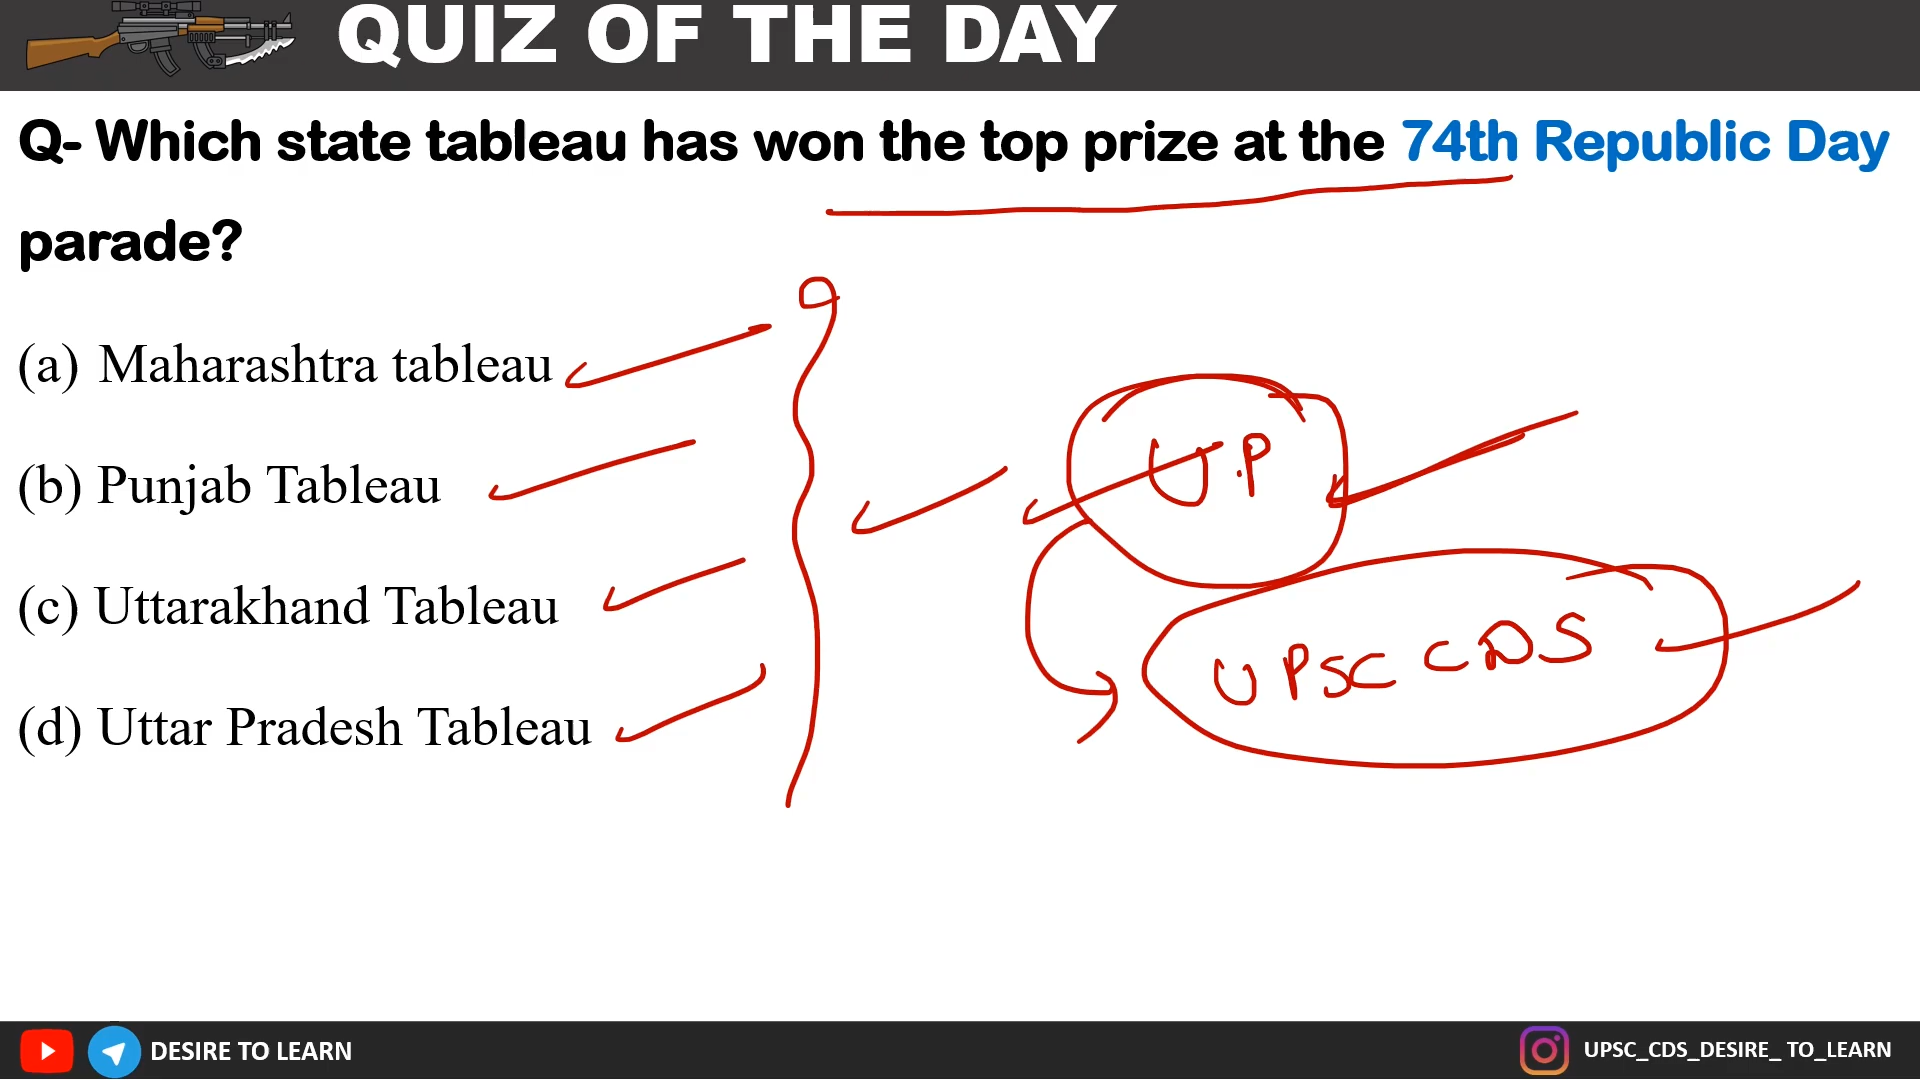 QUIZ OF THE DAY
Q- Which state tableau has won the top prize at the 74th Republic Day
parade?
(a) Maharashtra tableau
(b) Punjab Tableau
(c) Uttarakhand Tableau
(d) Uttar Pradesh Tableau
U.P
UPSC CDS
DESIRE TO LEARN
UPSC_CDS_DESIRE_ TO_LEARN